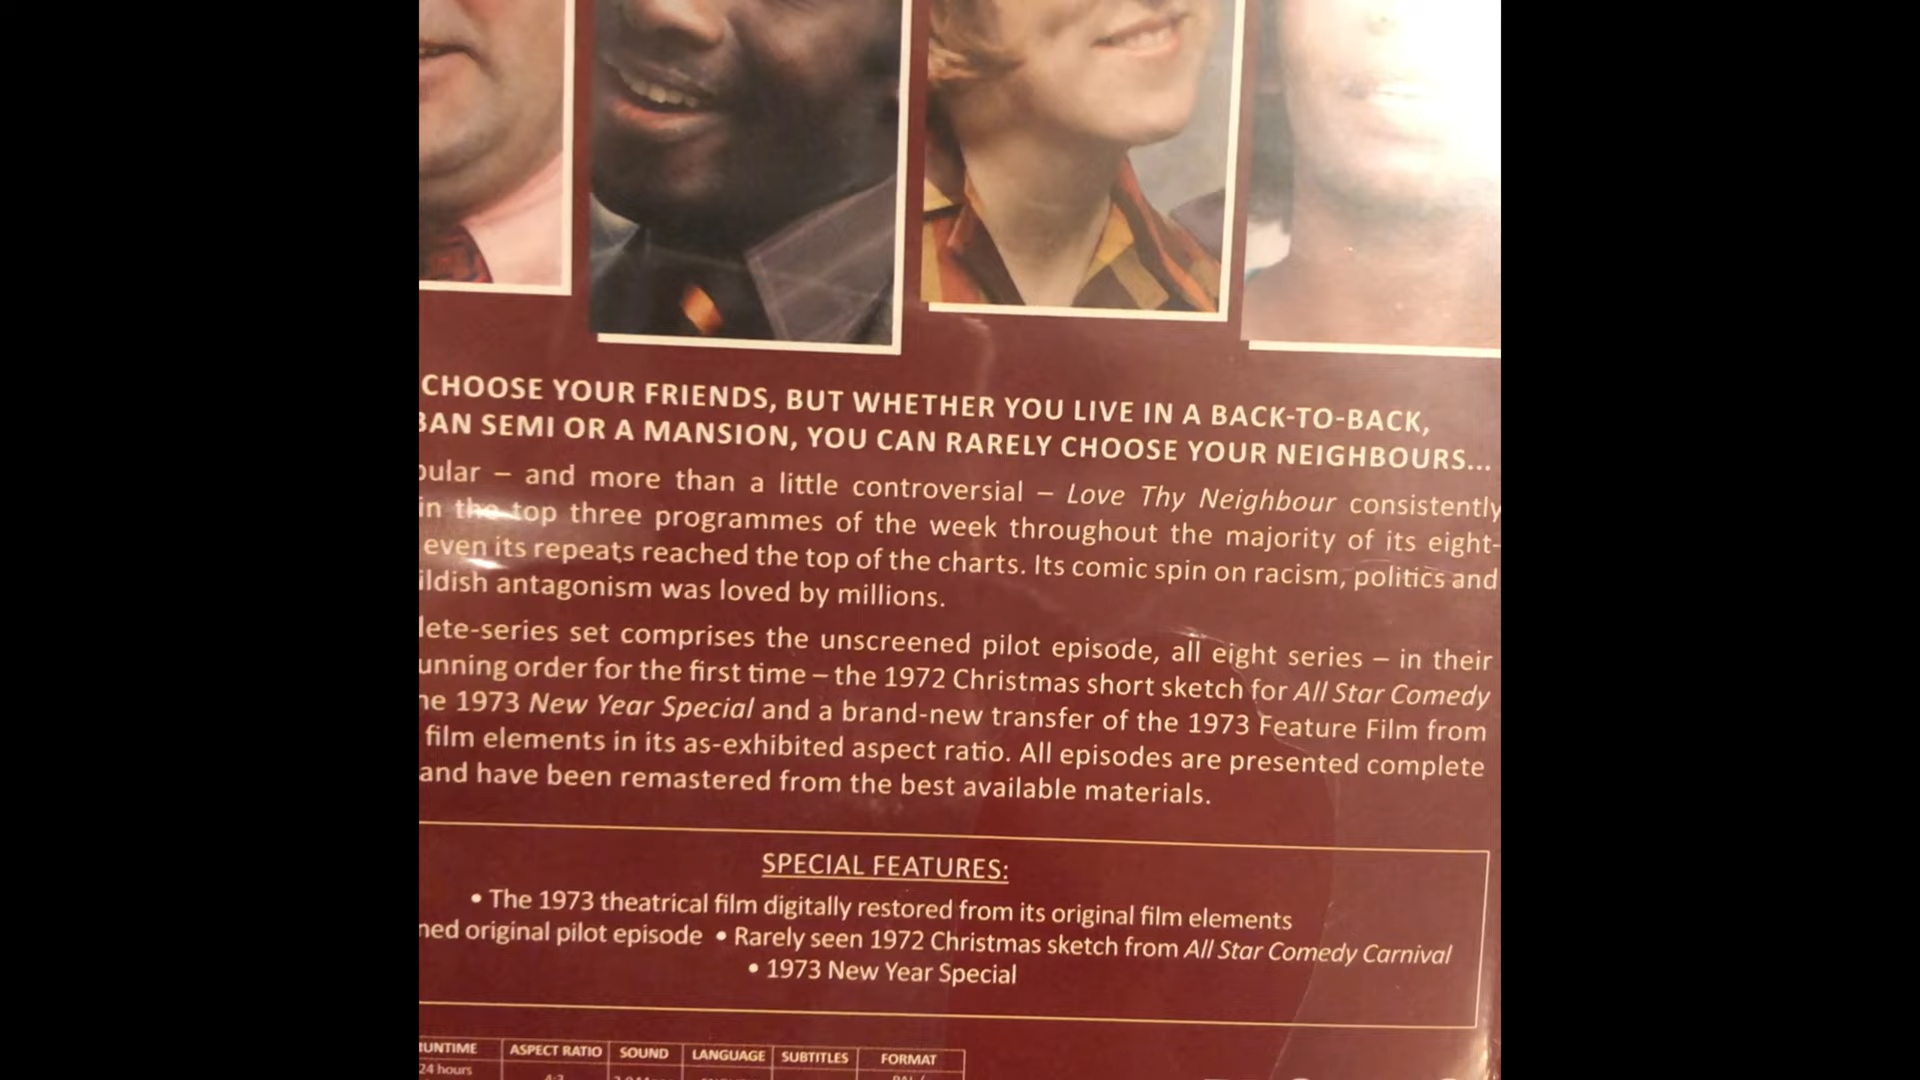 CHOOSE YOUR FRIENDS, BUT WHETHER YOU LIVE IN A BACK-TO-BACK,
BAN SEMI OR A MANSION, YOU CAN RARELY CHOOSE YOUR NEIGHBOURS...
pular – and more than a little controversial – Love Thy Neighbour consistently
in the top three programmes of the week throughout the majority of its eight-
even its repeats reached the top of the charts. Its comic spin on racism, politics and
ildish antagonism was loved by millions.
lete-series set comprises the unscreened pilot episode, all eight series – in their
unning order for the first time – the 1972 Christmas short sketch for All Star Comedy
he 1973 New Year Special and a brand-new transfer of the 1973 Feature Film from
film elements in its as-exhibited aspect ratio. All episodes are presented complete
and have been remastered from the best available materials.
SPECIAL FEATURES:
• The 1973 theatrical film digitally restored from its original film elements
ned original pilot episode • Rarely seen 1972 Christmas sketch from All Star Comedy Carnival
• 1973 New Year Special
RUNTIME ASPECT RATIO SOUND LANGUAGE SUBTITLES FORMAT
24 hours